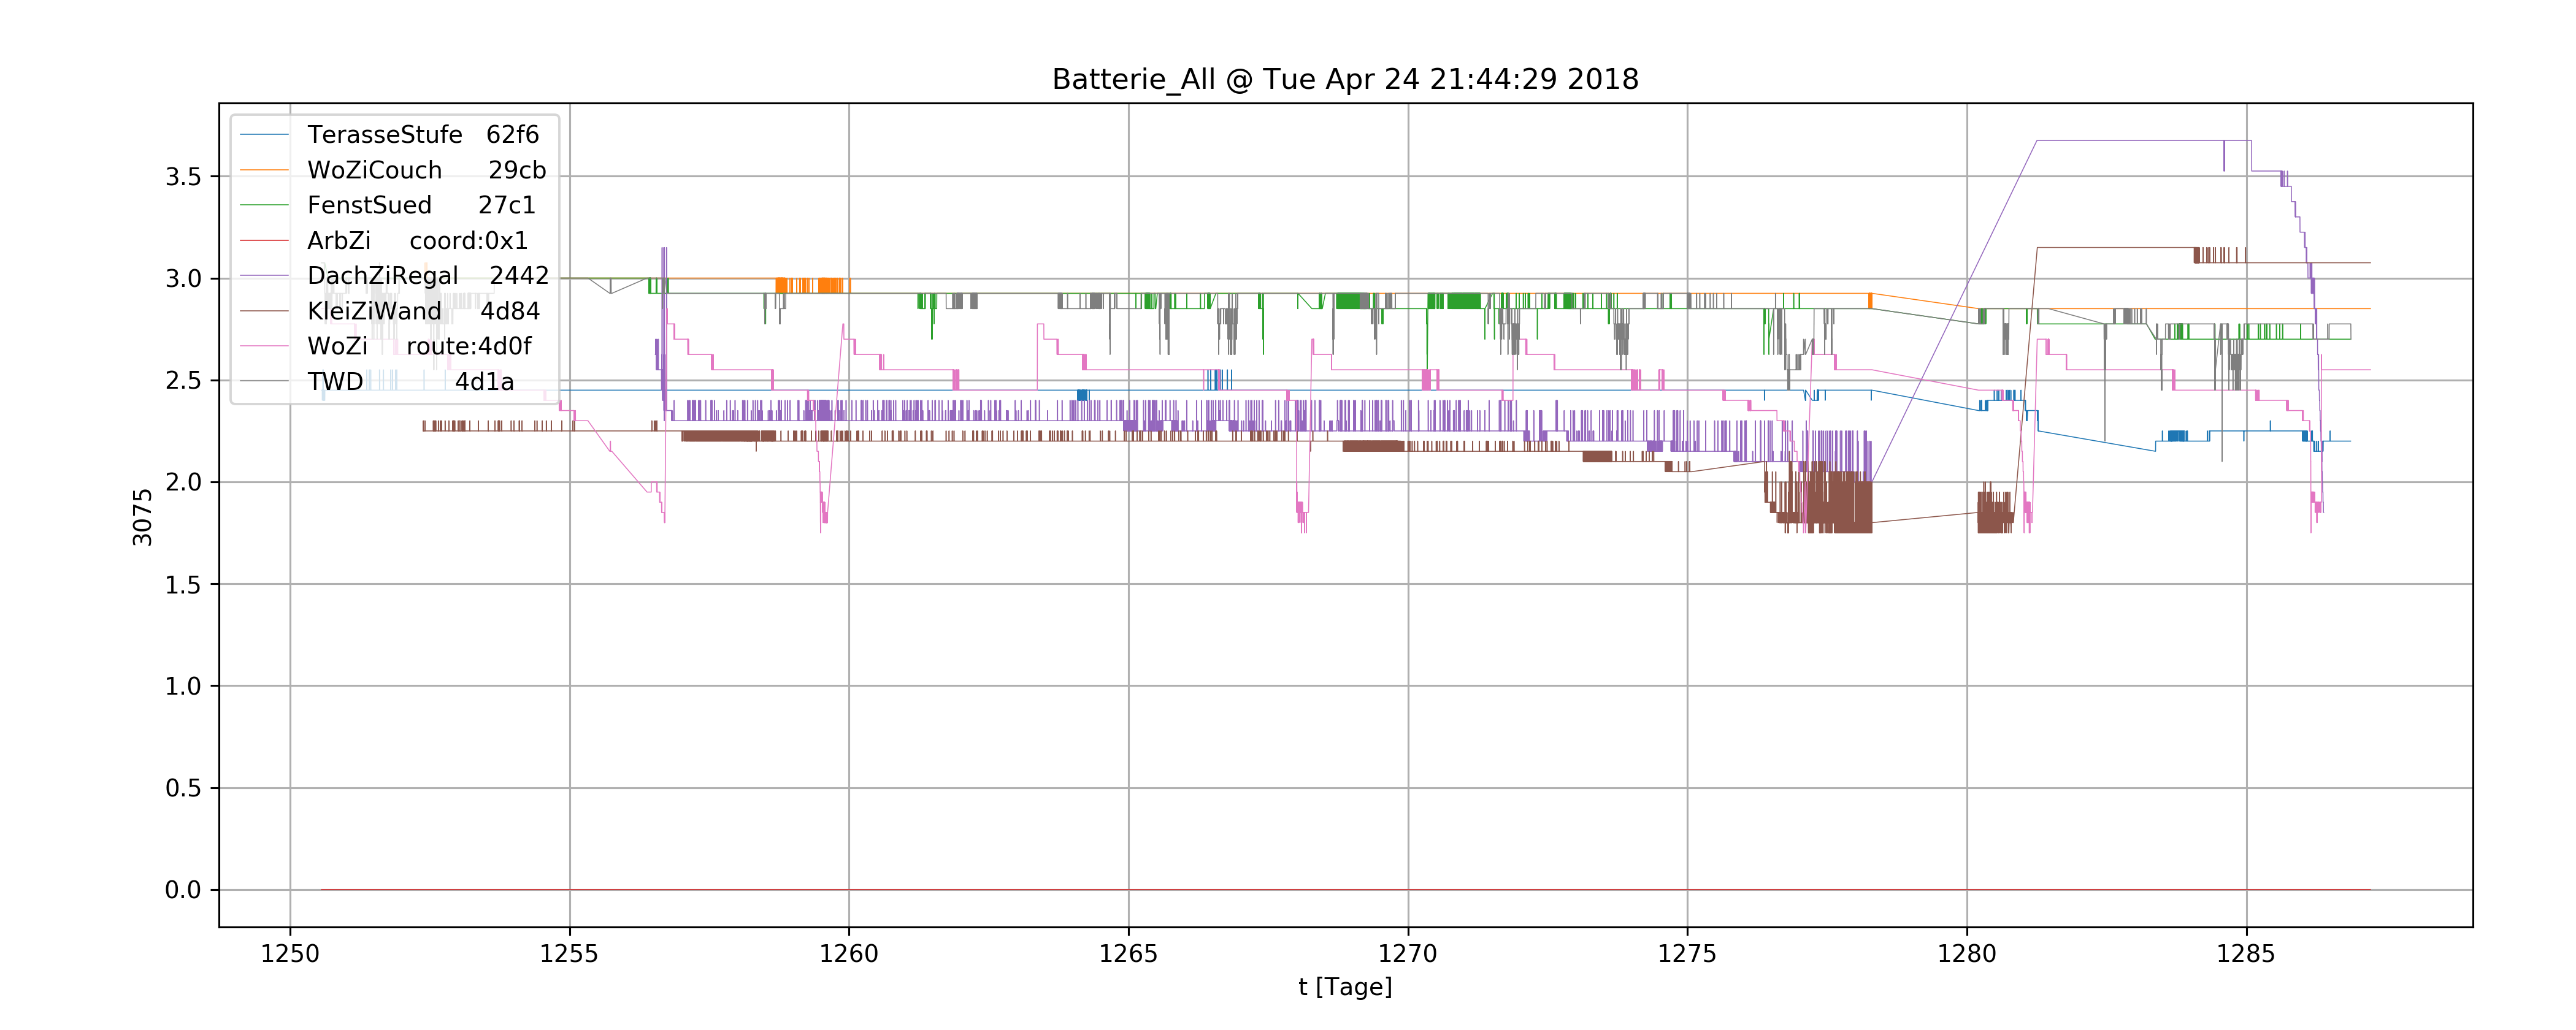 Batterie_All @ Tue Apr 24 21:44:29 2018
TerasseStufe 62f6
WoZiCouch 29cb
FenstSued 27c1
ArbZi coord:0x1
DachZiRegal 2442
KleiZiWand 4d84
WoZi route:4d0f
TWD 4d1a
3.5
3.0
2.5
2.0
1.5
1.0
0.5
0.0
3075
1250 1255 1260 1265 1270 1275 1280 1285
t [Tage]